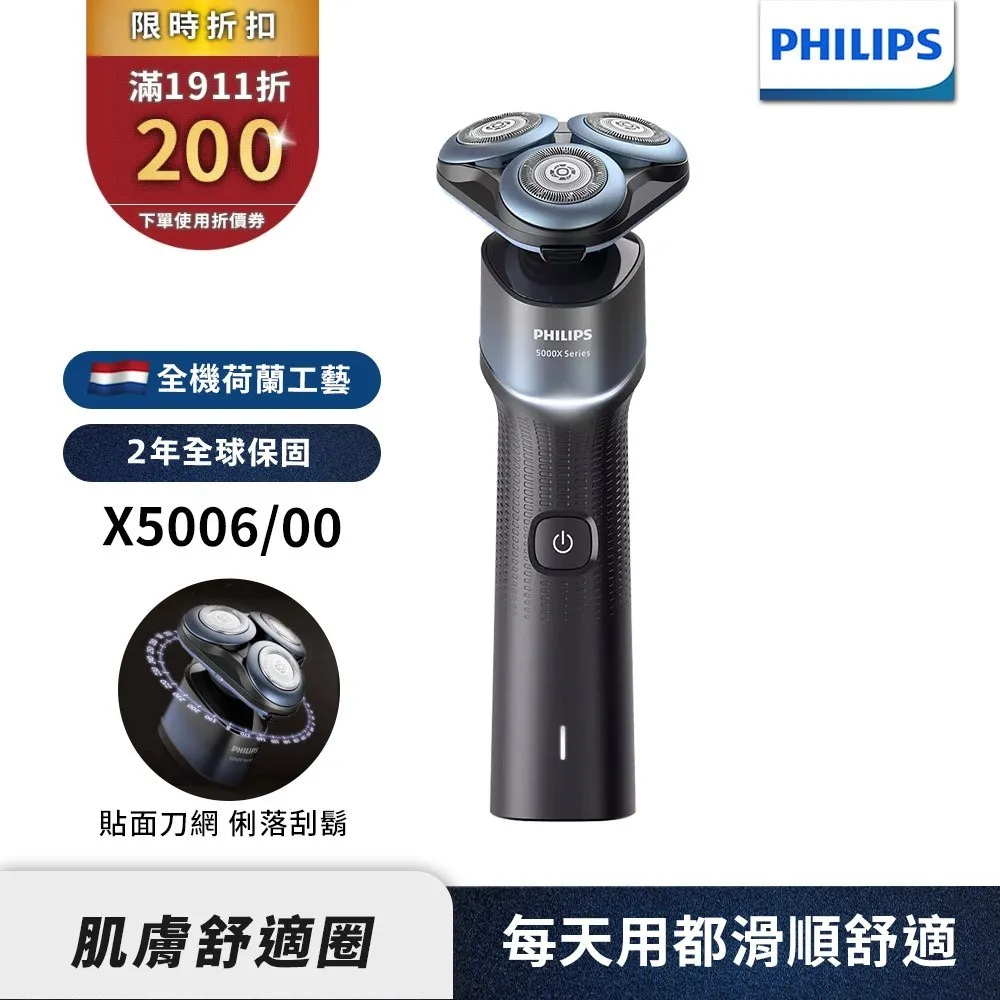 限時折扣
滿1911折
200
下單使用折價券
PHILIPS
PHILIPS
5000X Series
全機荷蘭工藝
2年全球保固
X5006/00
PHILIPS
貼面刀網 俐落刮鬍
肌膚舒適圈
每天用都滑順舒適